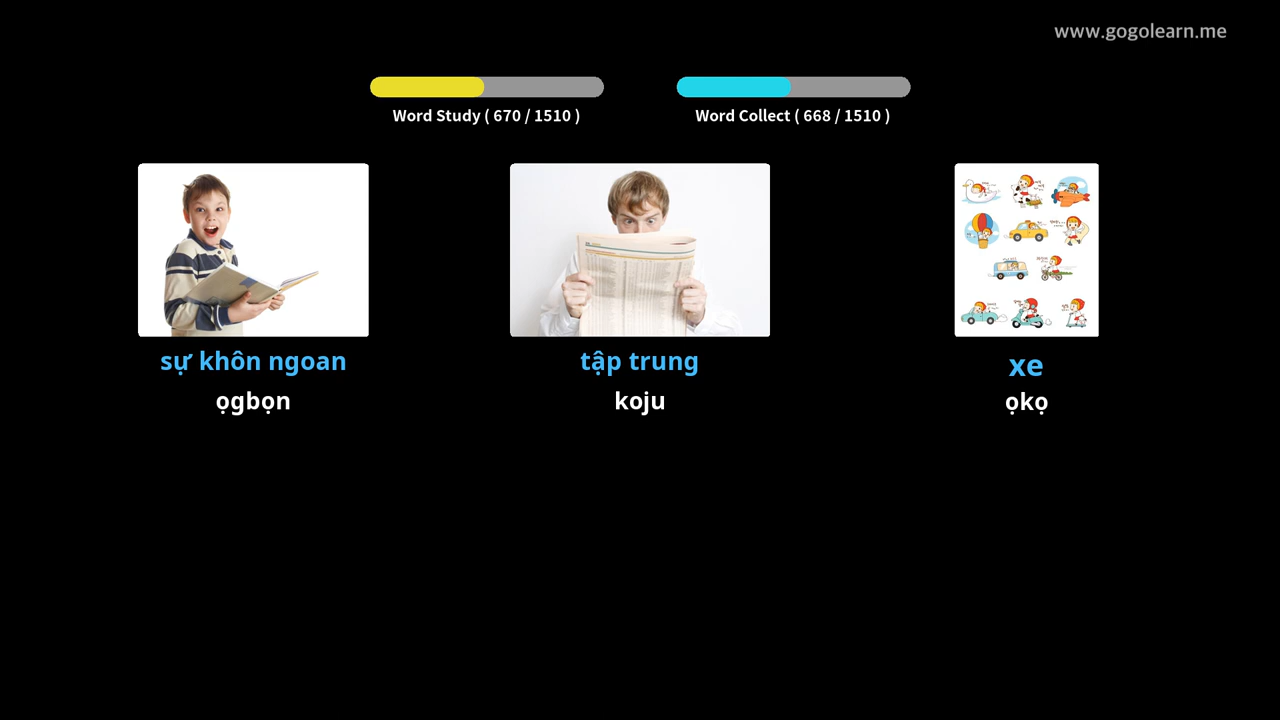 www.gogolearn.me
Word Study ( 670 / 1510 )
Word Collect ( 668 / 1510 )
sự khôn ngoan
ọgbọn
tập trung
koju
xe
ọkọ